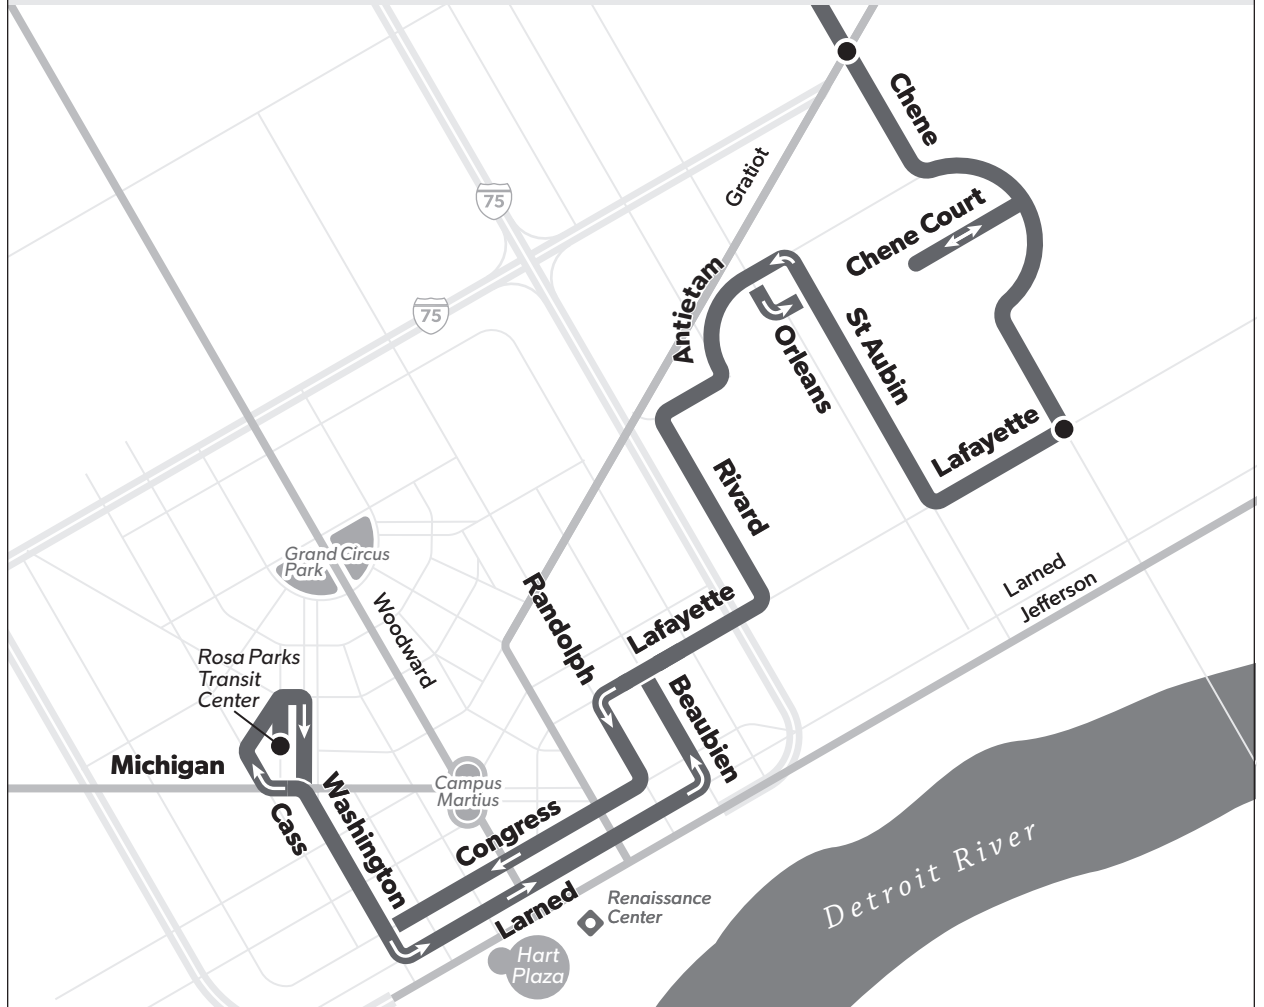 Chene
Gratiot
75
Chene Court
Antietam
75
St Aubin
Orleans
Lafayette
Rivard
Grand Circus
Park
Larned
Jefferson
Randolph
Lafayette
Woodward
Rosa Parks
Transit
Center
Beaubien
Michigan
Washington
Campus
Martius
Cass
Congress
Detroit River
Larned
Renaissance
Center
Hart
Plaza